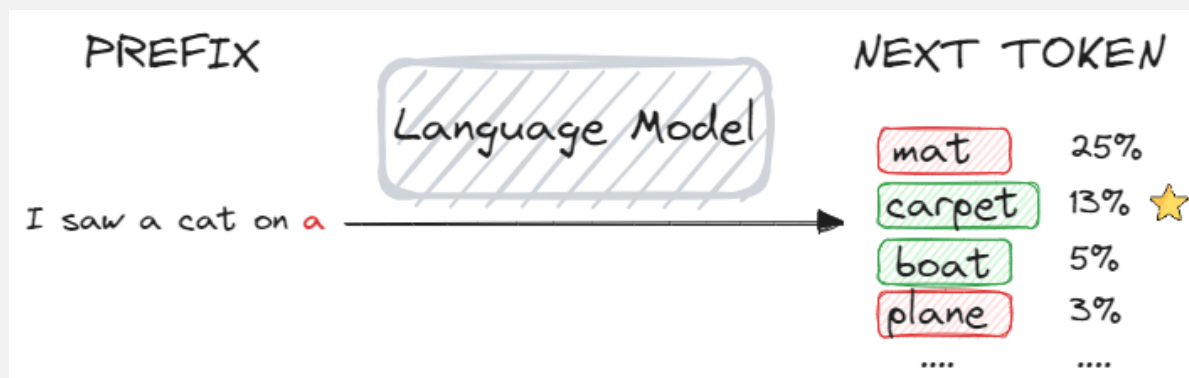 PREFIX
Language Model
NEXT TOKEN
I saw a cat on a
mat 25%
carpet 13%
boat 5%
plane 3%
.... ....